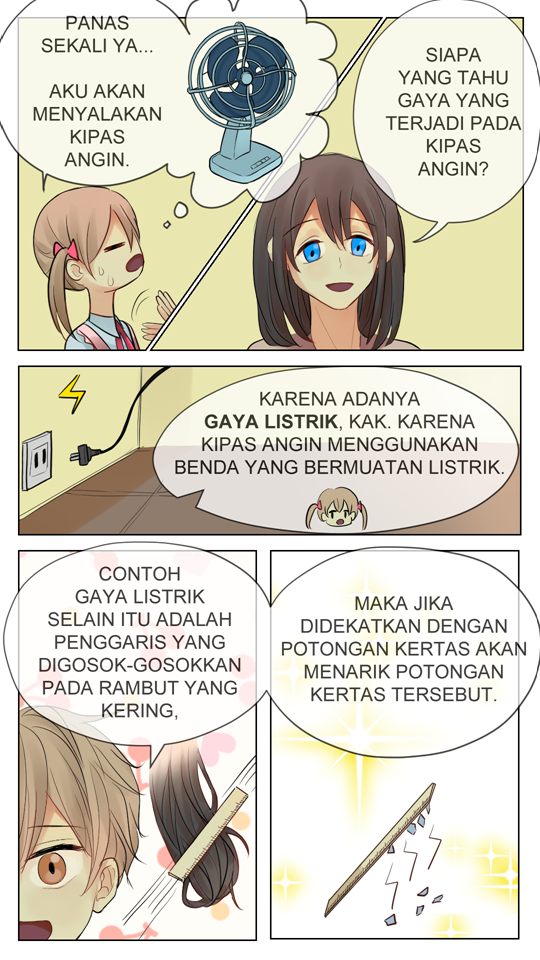 PANAS
SEKALI YA...
AKU AKAN
MENYALAKAN
KIPAS
ANGIN.
SIAPA
YANG TAHU
GAYA YANG
TERJADI PADA
KIPAS
ANGIN?
KARENA ADANYA
GAYA LISTRIK, KAK. KARENA
KIPAS ANGIN MENGGUNAKAN
BENDA YANG BERMUATAN LISTRIK.
CONTOH
GAYA LISTRIK
SELAIN ITU ADALAH
PENGGARIS YANG
DIGOSOK-GOSOKKAN
PADA RAMBUT YANG
KERING,
MAKA JIKA
DIDEKATKAN DENGAN
POTONGAN KERTAS AKAN
MENARIK POTONGAN
KERTAS TERSEBUT.